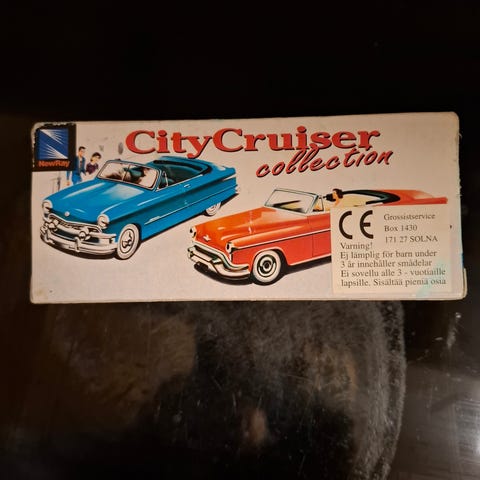 CityCruiser
collection
NewRay
CE
Grossistservice
Box 1430
171 27 SOLNA
Varning!
Ej lämplig för barn under
3 år innehåller smådelar
Ei sovellu alle 3 - vuotiaille
lapsille. Sisältää pieniä osia